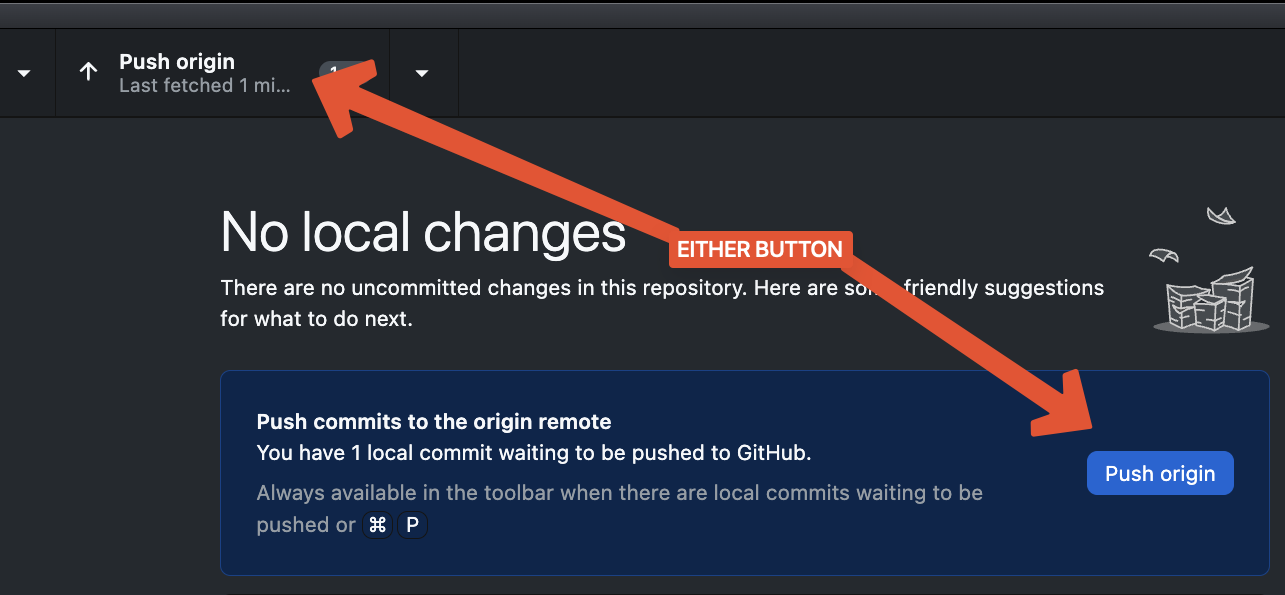 Push origin
Last fetched 1 mi...
No local changes
EITHER BUTTON
There are no uncommitted changes in this repository. Here are friendly suggestions
for what to do next.
Push commits to the origin remote
You have 1 local commit waiting to be pushed to GitHub.
Push origin
Always available in the toolbar when there are local commits waiting to be
pushed or ⌘ P